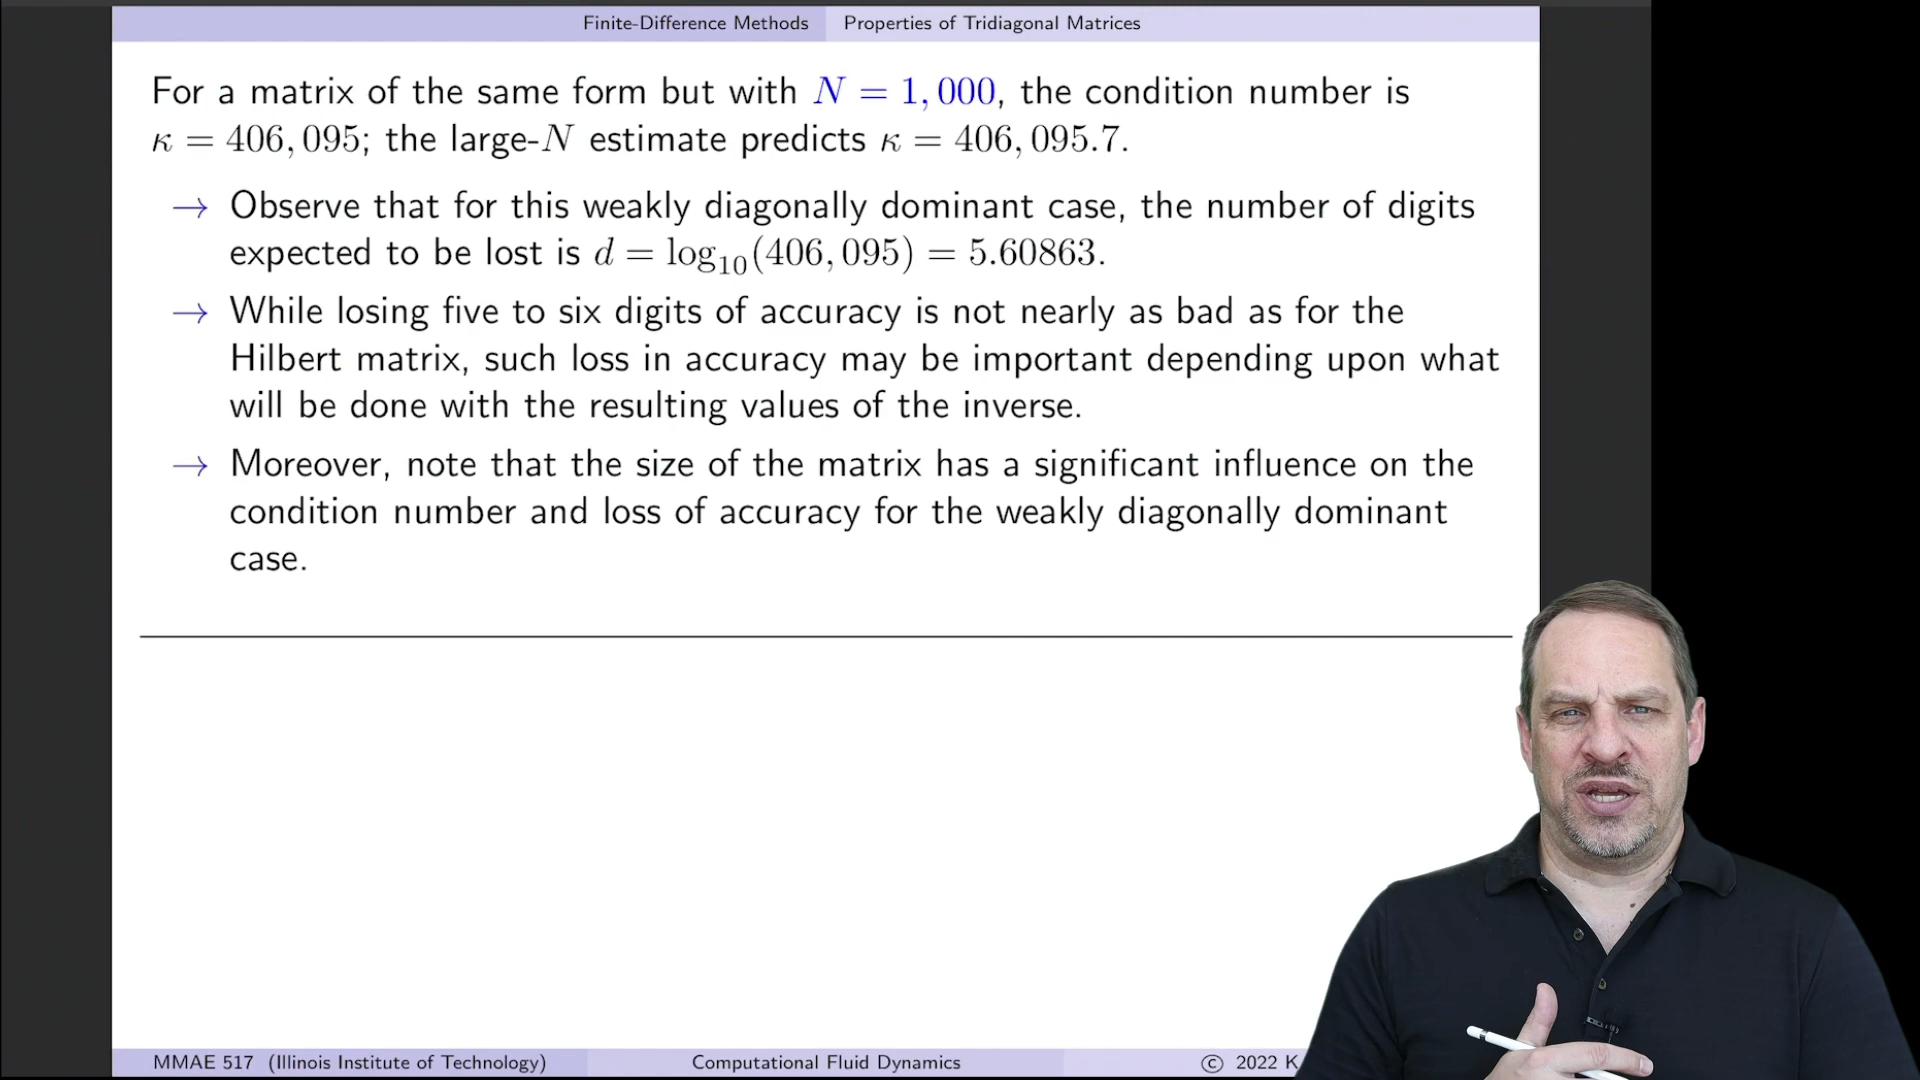 Finite-Difference Methods Properties of Tridiagonal Matrices
For a matrix of the same form but with N = 1,000, the condition number is
κ = 406,095; the large-N estimate predicts κ = 406,095.7.
→ Observe that for this weakly diagonally dominant case, the number of digits
expected to be lost is d = log₁₀(406,095) = 5.60863.
→ While losing five to six digits of accuracy is not nearly as bad as for the
Hilbert matrix, such loss in accuracy may be important depending upon what
will be done with the resulting values of the inverse.
→ Moreover, note that the size of the matrix has a significant influence on the
condition number and loss of accuracy for the weakly diagonally dominant
case.
MMAE 517 (Illinois Institute of Technology) Computational Fluid Dynamics © 2022 K